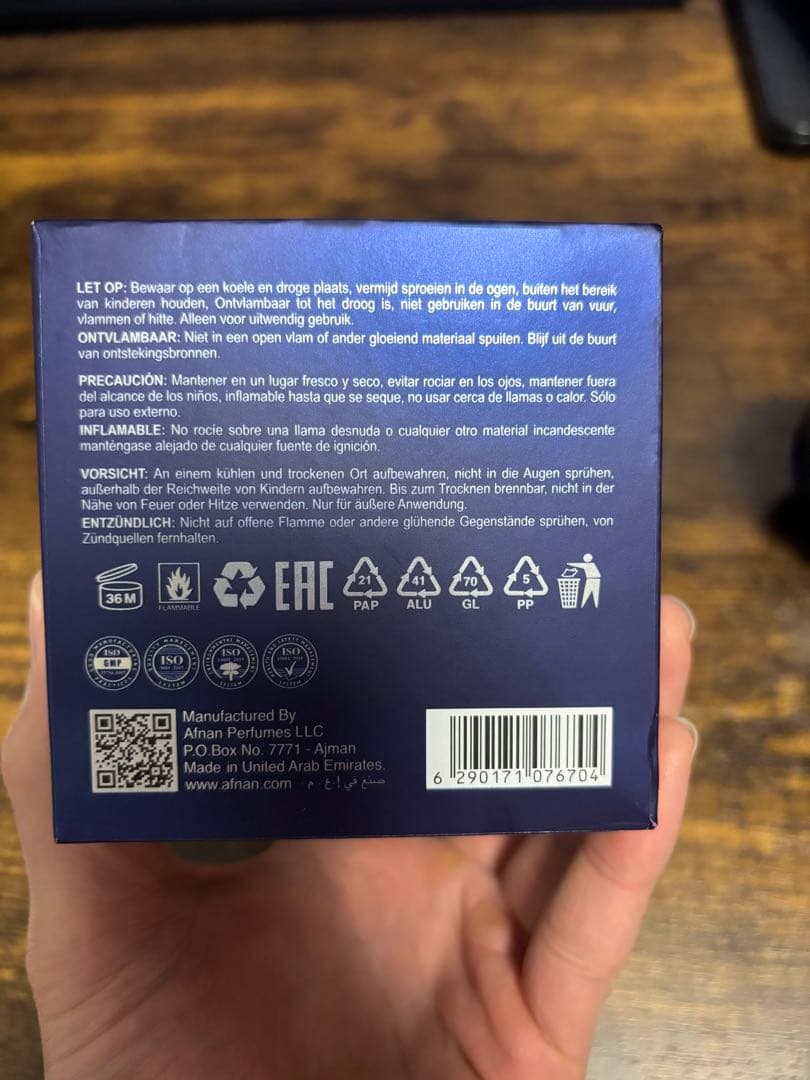 LET OP: Bewaar op een koele en droge plaats, vermijd sproeien in de ogen, buiten het bereik
van kinderen houden, Ontvlambaar tot het droog is, niet gebruiken in de buurt van vuur,
vlammen of hitte. Alleen voor uitwendig gebruik.
ONTVLAMBAAR: Niet in een open vlam of ander gloeiend materiaal spuiten. Blijf uit de buurt
van ontstekingsbronnen.
PRECAUCIÓN: Mantener en un lugar fresco y seco, evitar rociar en los ojos, mantener fuera
del alcance de los niños, inflamable hasta que se seque, no usar cerca de llamas o calor. Sólo
para uso externo.
INFLAMABLE: No rocíe sobre una llama desnuda o cualquier otro material incandescente
manténgase alejado de cualquier fuente de ignición.
VORSICHT: An einem kühlen und trockenen Ort aufbewahren, nicht in die Augen sprühen,
außerhalb der Reichweite von Kindern aufbewahren. Bis zum Trocknen brennbar, nicht in der
Nähe von Feuer oder Hitze verwenden. Nur für äußere Anwendung.
ENTZÜNDLICH: Nicht auf offene Flamme oder andere glühende Gegenstände sprühen, von
Zündquellen fernhalten.
36 M
FLAMMABLE
EAC
21
PAP
41
ALU
70
GL
5
PP
ISO
GMP
ISO
ISO
ISO
Manufactured By
Afnan Perfumes LLC
P.O.Box No. 7771 - Ajman
Made in United Arab Emirates.
www.afnan.com صنع في إ.ع.م
6 290171 076704